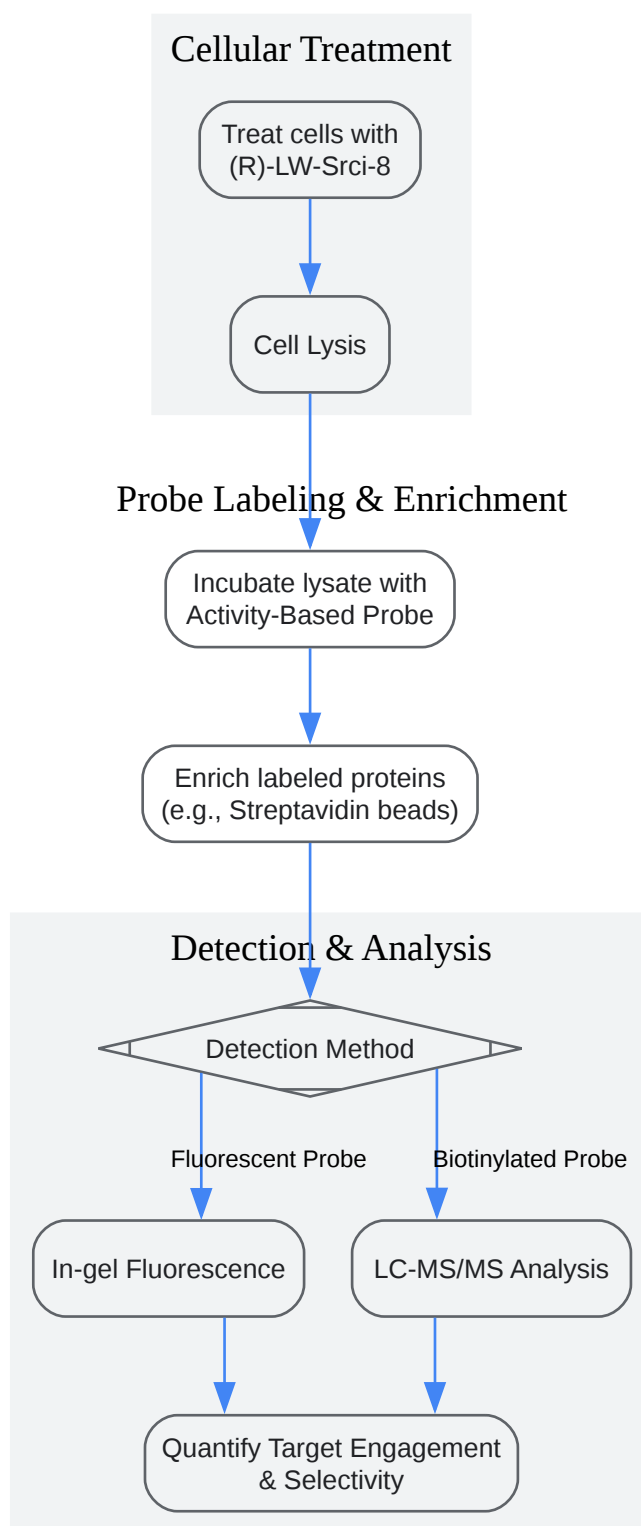 Cellular Treatment
Treat cells with
(R)-LW-Srci-8
Cell Lysis
Probe Labeling & Enrichment
Incubate lysate with
Activity-Based Probe
Enrich labeled proteins
(e.g., Streptavidin beads)
Detection & Analysis
Detection Method
Fluorescent Probe
Biotinylated Probe
In-gel Fluorescence
LC-MS/MS Analysis
Quantify Target Engagement
& Selectivity